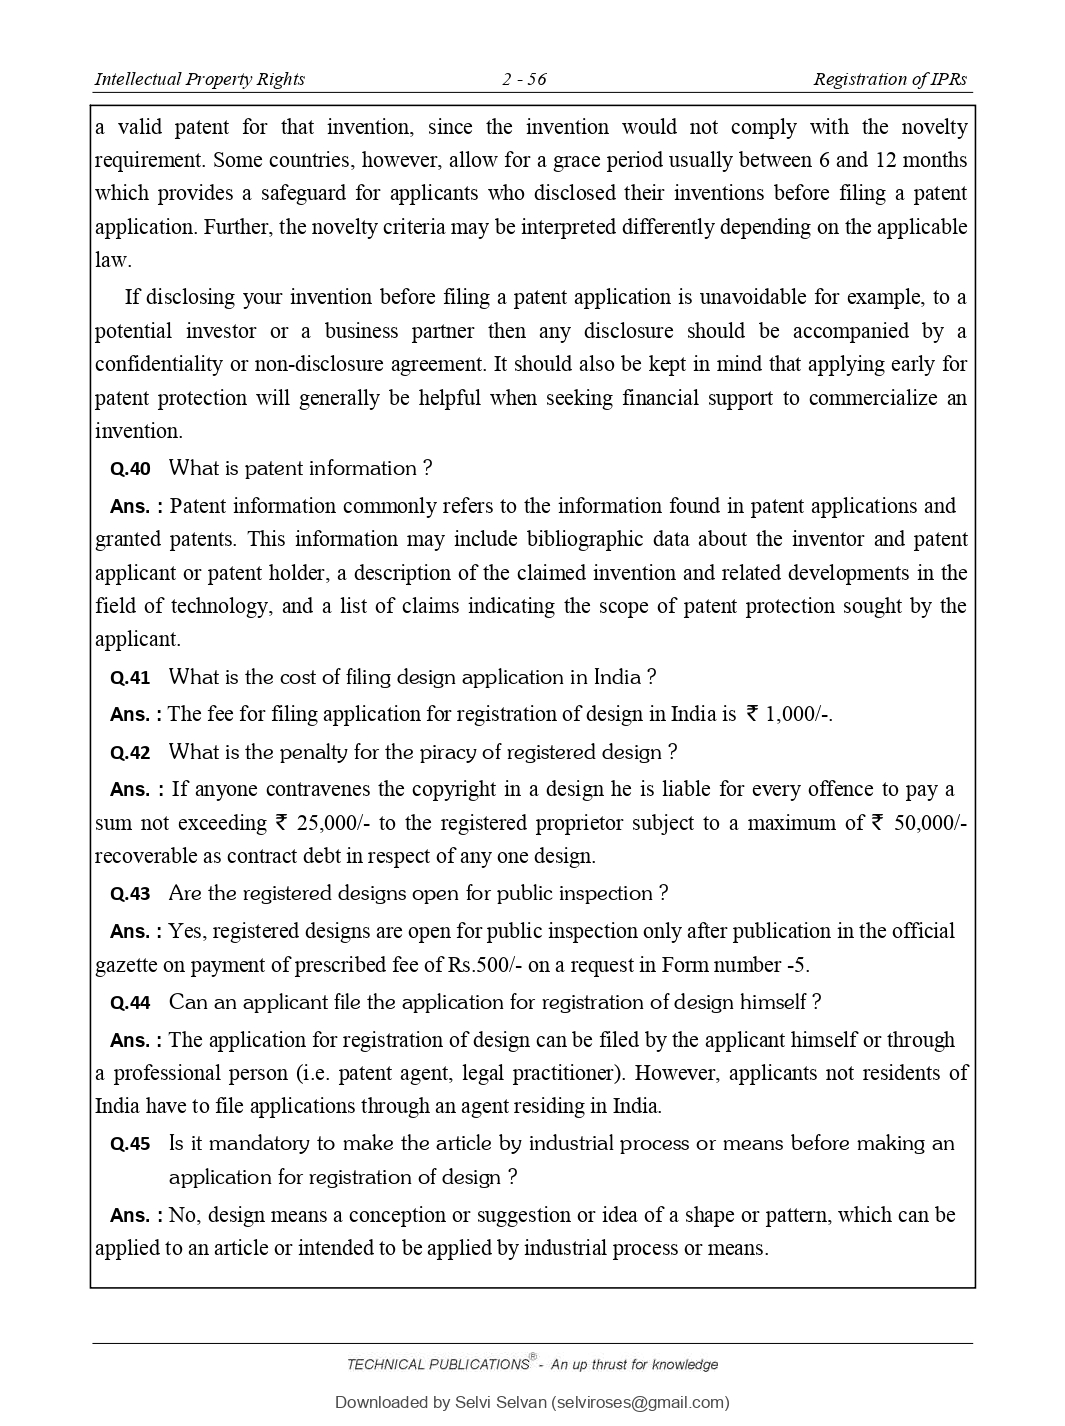 Intellectual Property Rights 2 - 56 Registration of IPRs
a valid patent for that invention, since the invention would not comply with the novelty
requirement. Some countries, however, allow for a grace period usually between 6 and 12 months
which provides a safeguard for applicants who disclosed their inventions before filing a patent
application. Further, the novelty criteria may be interpreted differently depending on the applicable
law.
If disclosing your invention before filing a patent application is unavoidable for example, to a
potential investor or a business partner then any disclosure should be accompanied by a
confidentiality or non-disclosure agreement. It should also be kept in mind that applying early for
patent protection will generally be helpful when seeking financial support to commercialize an
invention.
Q.40 What is patent information ?
Ans. : Patent information commonly refers to the information found in patent applications and
granted patents. This information may include bibliographic data about the inventor and patent
applicant or patent holder, a description of the claimed invention and related developments in the
field of technology, and a list of claims indicating the scope of patent protection sought by the
applicant.
Q.41 What is the cost of filing design application in India ?
Ans. : The fee for filing application for registration of design in India is ₹ 1,000/-.
Q.42 What is the penalty for the piracy of registered design ?
Ans. : If anyone contravenes the copyright in a design he is liable for every offence to pay a
sum not exceeding ₹ 25,000/- to the registered proprietor subject to a maximum of ₹ 50,000/-
recoverable as contract debt in respect of any one design.
Q.43 Are the registered designs open for public inspection ?
Ans. : Yes, registered designs are open for public inspection only after publication in the official
gazette on payment of prescribed fee of Rs.500/- on a request in Form number -5.
Q.44 Can an applicant file the application for registration of design himself ?
Ans. : The application for registration of design can be filed by the applicant himself or through
a professional person (i.e. patent agent, legal practitioner). However, applicants not residents of
India have to file applications through an agent residing in India.
Q.45 Is it mandatory to make the article by industrial process or means before making an
application for registration of design ?
Ans. : No, design means a conception or suggestion or idea of a shape or pattern, which can be
applied to an article or intended to be applied by industrial process or means.
TECHNICAL PUBLICATIONS® - An up thrust for knowledge
Downloaded by Selvi Selvan (selviroses@gmail.com)